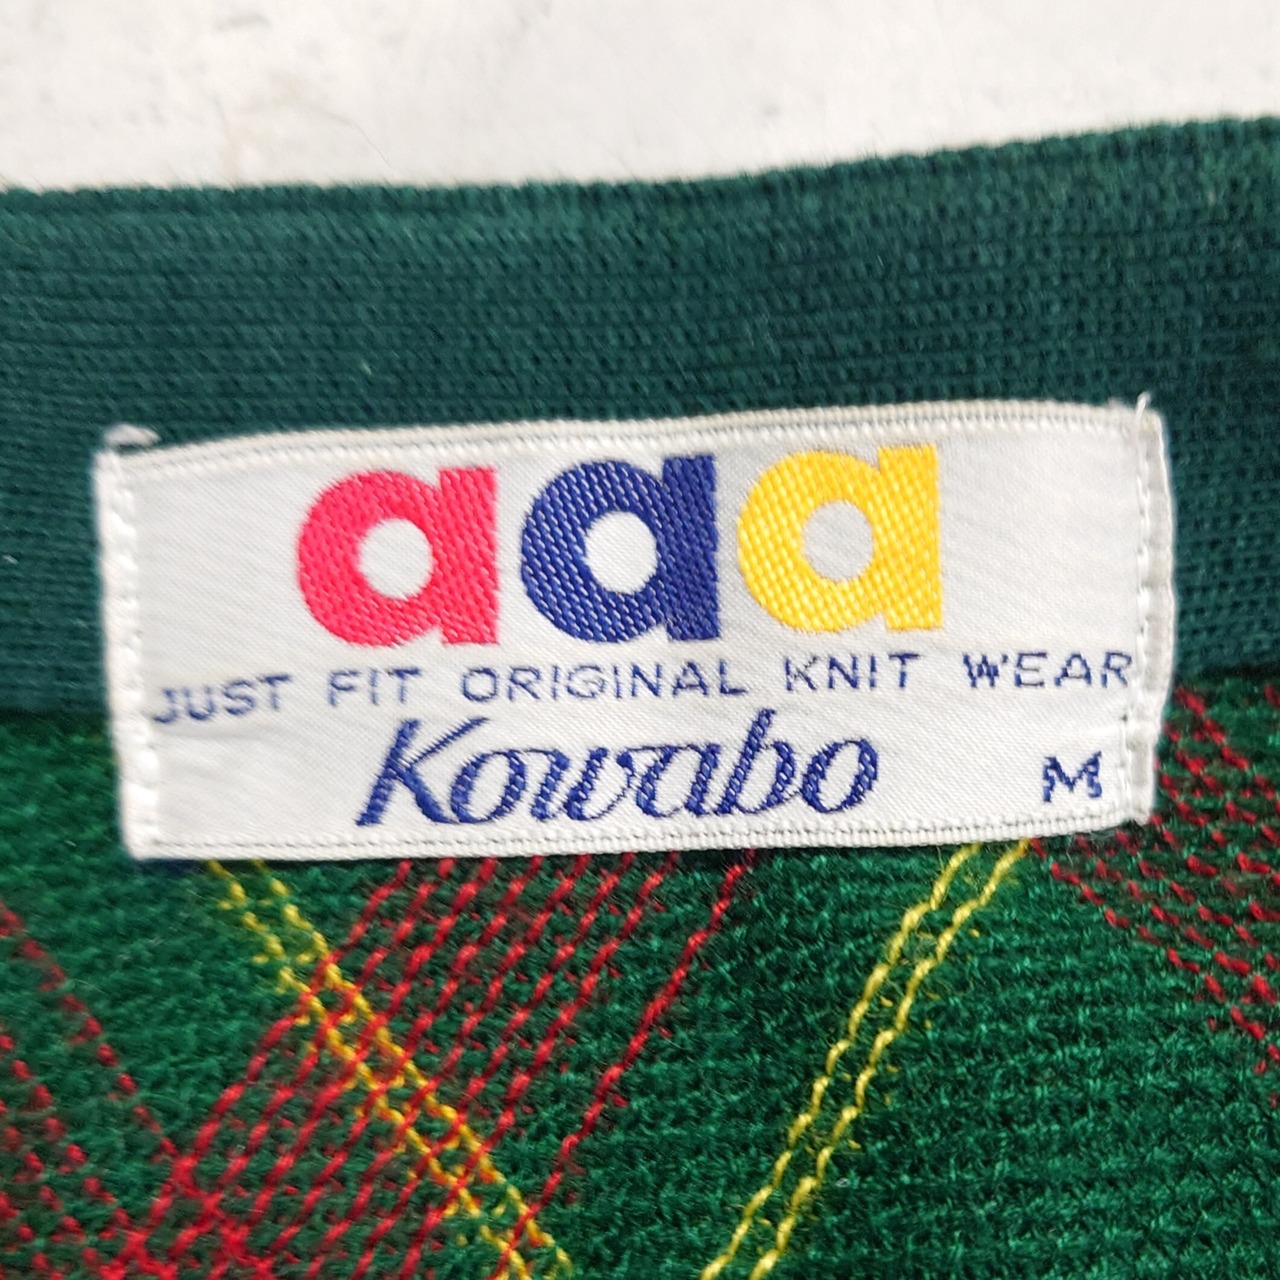 aaa
JUST FIT ORIGINAL KNIT WEAR
Kowabo
M